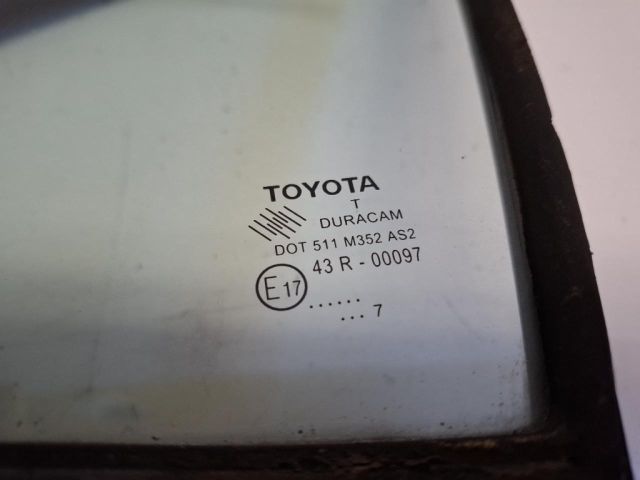 TOYOTA
T
DURACAM
DOT 511 M352 AS2
E17 43 R - 00097
......
... 7